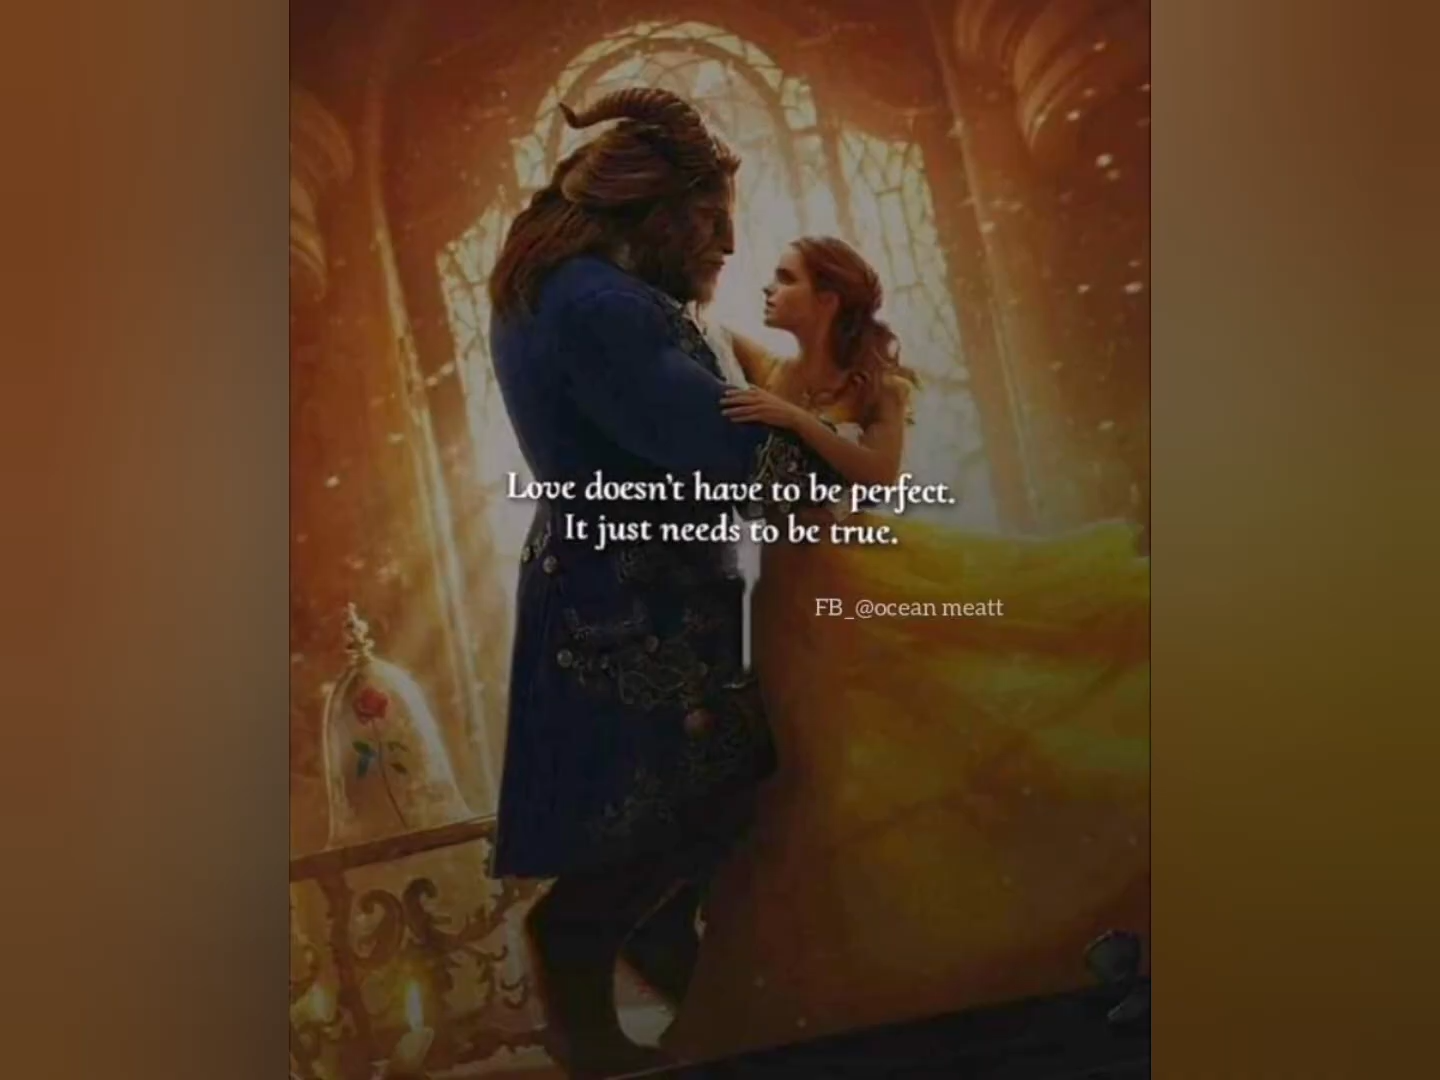 Love doesn't have to be perfect.
It just needs to be true.
FB_@ocean meatt